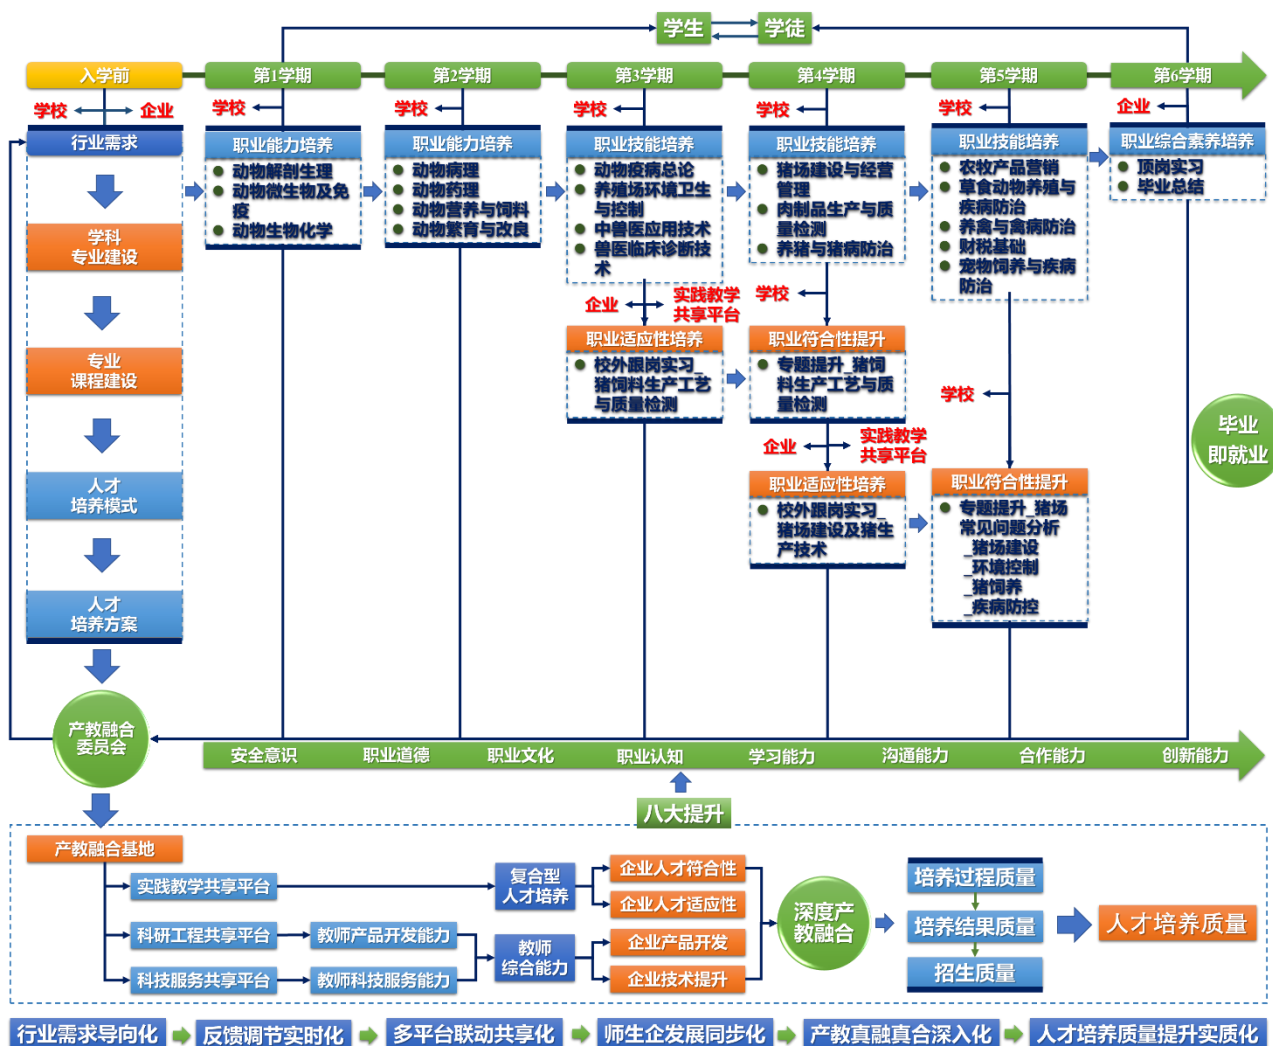 学生
学徒
入学前
第1学期
第2学期
第3学期
第4学期
第5学期
第6学期
学校
企业
学校
学校
学校
学校
学校
企业
行业需求
学科
专业建设
专业
课程建设
人才
培养模式
人才
培养方案
产教融合
委员会
职业能力培养
动物解剖生理
动物微生物及免
疫
动物生物化学
职业能力培养
动物病理
动物药理
动物营养与饲料
动物繁育与改良
职业技能培养
动物疫病总论
养殖场环境卫生
与控制
中兽医应用技术
兽医临床诊断技
术
企业
实践教学
共享平台
职业适应性培养
校外跟岗实习_
猪饲料生产工艺
与质量检测
职业技能培养
猪场建设与经营
管理
肉制品生产与质
量检测
养猪与猪病防治
学校
职业符合性提升
专题提升_猪饲
料生产工艺与质
量检测
企业
实践教学
共享平台
职业适应性培养
校外跟岗实习_
猪场建设及猪生
产技术
职业技能培养
农牧产品营销
草食动物养殖与
疾病防治
养禽与禽病防治
财税基础
宠物饲养与疾病
防治
学校
职业符合性提升
专题提升_猪场
常见问题分析
_猪场建设
_环境控制
_猪饲养
_疾病防控
职业综合素养培养
顶岗实习
毕业总结
毕业
即就业
安全意识
职业道德
职业文化
职业认知
学习能力
沟通能力
合作能力
创新能力
八大提升
产教融合基地
实践教学共享平台
科研工程共享平台
科技服务共享平台
教师产品开发能力
教师科技服务能力
复合型
人才培养
教师
综合能力
企业人才符合性
企业人才适应性
企业产品开发
企业技术提升
深度产
教融合
培养过程质量
培养结果质量
招生质量
人才培养质量
行业需求导向化
反馈调节实时化
多平台联动共享化
师生企发展同步化
产教真融真合深入化
人才培养质量提升实质化